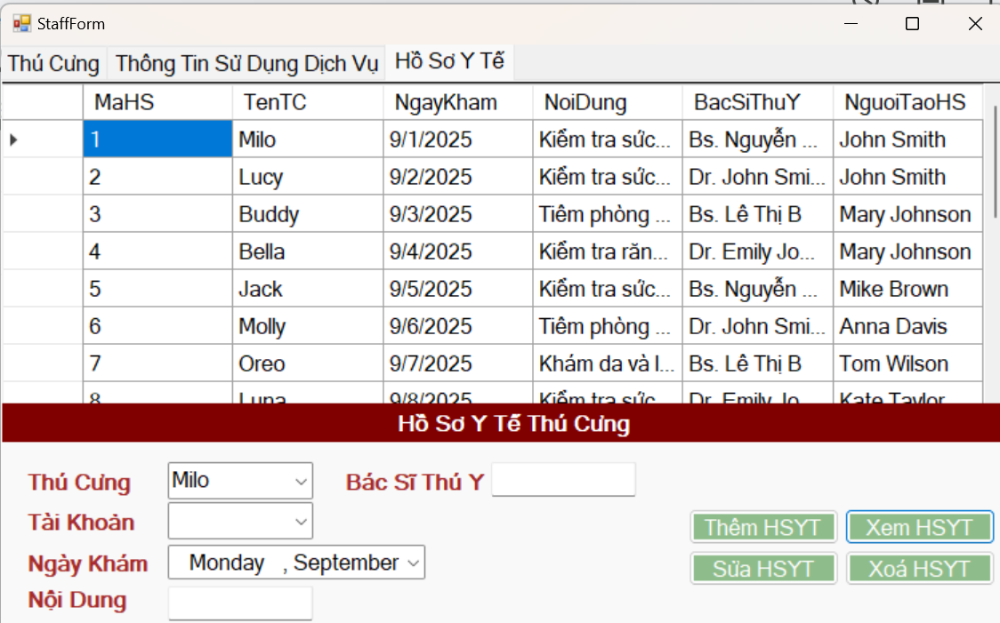 StaffForm
Thú Cưng Thông Tin Sử Dụng Dịch Vụ Hồ Sơ Y Tế
MaHS TenTC NgayKham NoiDung BacSiThuY NguoiTaoHS
1 Milo 9/1/2025 Kiểm tra sức... Bs. Nguyễn ... John Smith
2 Lucy 9/2/2025 Kiểm tra sức... Dr. John Smi... John Smith
3 Buddy 9/3/2025 Tiêm phòng ... Bs. Lê Thị B Mary Johnson
4 Bella 9/4/2025 Kiểm tra răn... Dr. Emily Jo... Mary Johnson
5 Jack 9/5/2025 Kiểm tra sức... Bs. Nguyễn ... Mike Brown
6 Molly 9/6/2025 Tiêm phòng ... Dr. John Smi... Anna Davis
7 Oreo 9/7/2025 Khám da và l... Bs. Lê Thị B Tom Wilson
8 Luna 9/8/2025 Kiểm tra sức... Dr. Emily Jo... Kate Taylor
Hồ Sơ Y Tế Thú Cưng
Thú Cưng Milo Bác Sĩ Thú Y
Tài Khoản
Thêm HSYT Xem HSYT
Ngày Khám Monday , September
Sửa HSYT Xoá HSYT
Nội Dung